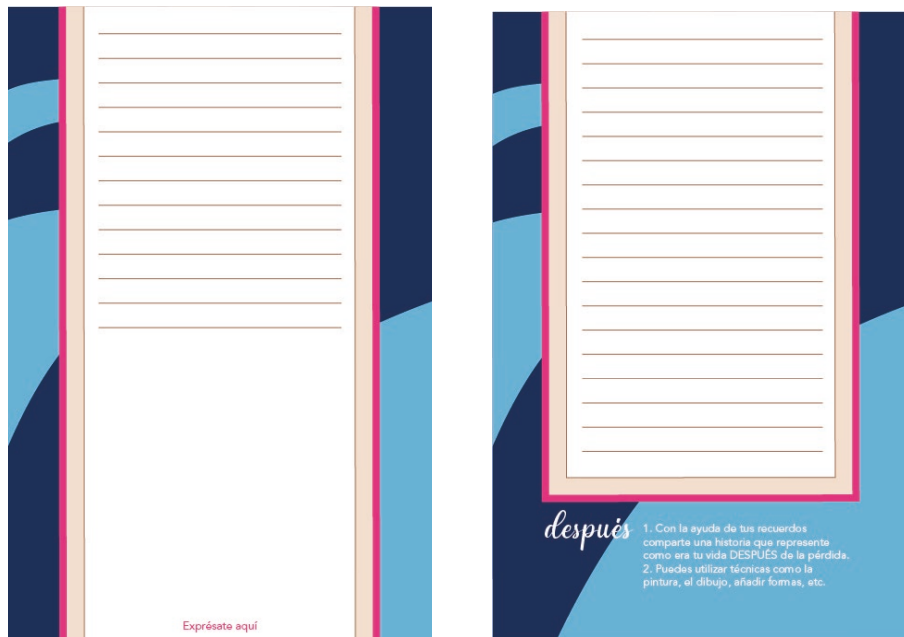 Exprésate aquí
después
1. Con la ayuda de tus recuerdos
comparte una historia que represente
como era tu vida DESPUÉS de la pérdida.
2. Puedes utilizar técnicas como la
pintura, el dibujo, añadir formas, etc.